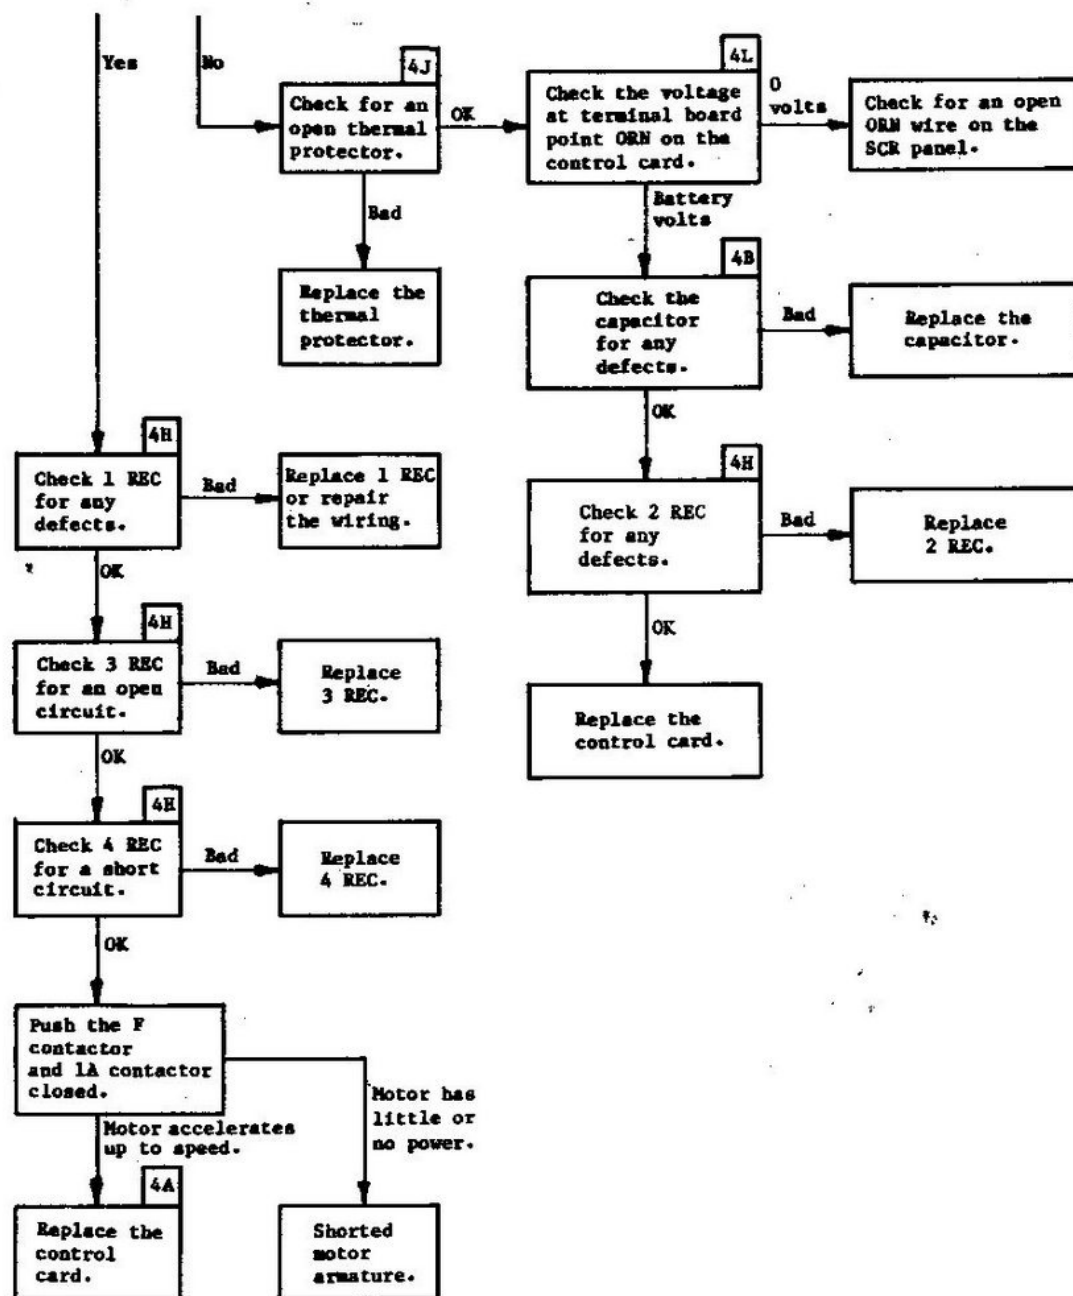 Yes
No
4J
Check for an
open thermal
protector.
OK
4L
Check the voltage
at terminal board
point ORN on the
control card.
0
volts
Check for an open
ORN wire on the
SCR panel.
Bad
Replace the
thermal
protector.
Battery
volts
4B
Check the
capacitor
for any
defects.
Bad
Replace the
capacitor.
OK
4H
Check 2 REC
for any
defects.
Bad
Replace
2 REC.
OK
Replace the
control card.
4H
Check 1 REC
for any
defects.
Bad
Replace 1 REC
or repair
the wiring.
OK
4H
Check 3 REC
for an open
circuit.
Bad
Replace
3 REC.
OK
4H
Check 4 REC
for a short
circuit.
Bad
Replace
4 REC.
OK
Push the F
contactor
and 1A contactor
closed.
Motor accelerates
up to speed.
Motor has
little or
no power.
4A
Replace the
control
card.
Shorted
motor
armature.